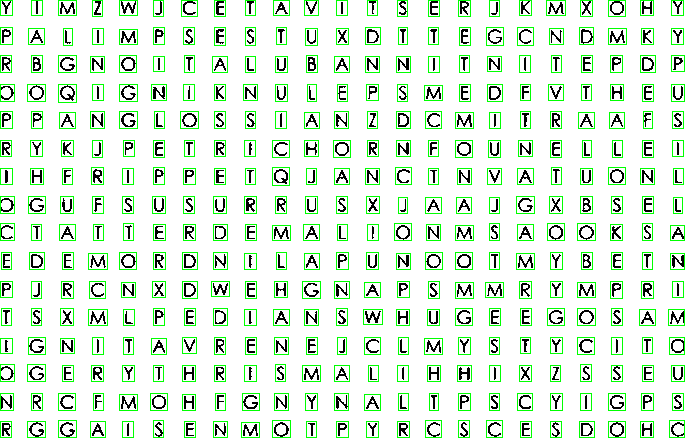 Y I M Z W J C E T A V I T S E R J K M X O H Y
P A L I M P S E S T U X D T T E G C N D M K Y
R B G N O I T A L U B A N N I T N I T E P D P
O O Q I G N I K N U L E P S M E D F V T H E U
P P A N G L O S S I A N Z D C M I T R A A F S
R Y K J P E T R I C H O R N F O U N E L L E I
I H F R I P P E T Q J A N C T N V A T U O N L
O G U F S U S U R R U S X J A A J G X B S E L
C T A T T E R D E M A L I O N M S A O O K S A
E D E M O R D N I L A P U N O O T M Y B E T N
P J R C N X D W E H G N A P S M M R Y M P R I
T S X M L P E D I A N S W H U G E E G O S A M
I G N I T A V R E N E J C L M Y S T Y C I T O
O G E R Y T H R I S M A L I H H I X Z S S E U
N R C F M O H F G N Y N A L T P S C Y I G P S
R G G A I S E N M O T P Y R C S C E S D O H C